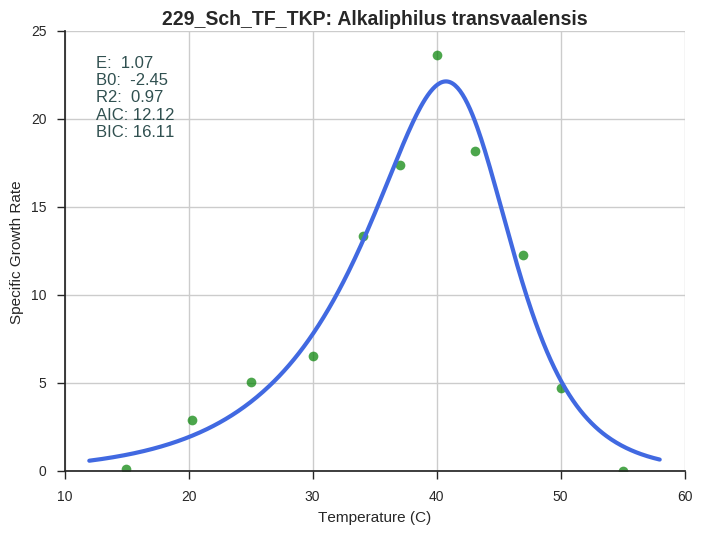 229_Sch_TF_TKP: Alkaliphilus transvaalensis
E:  1.07
B0:  -2.45
R2:  0.97
AIC: 12.12
BIC: 16.11
25
20
15
10
5
0
Specific Growth Rate
10 20 30 40 50 60
Temperature (C)